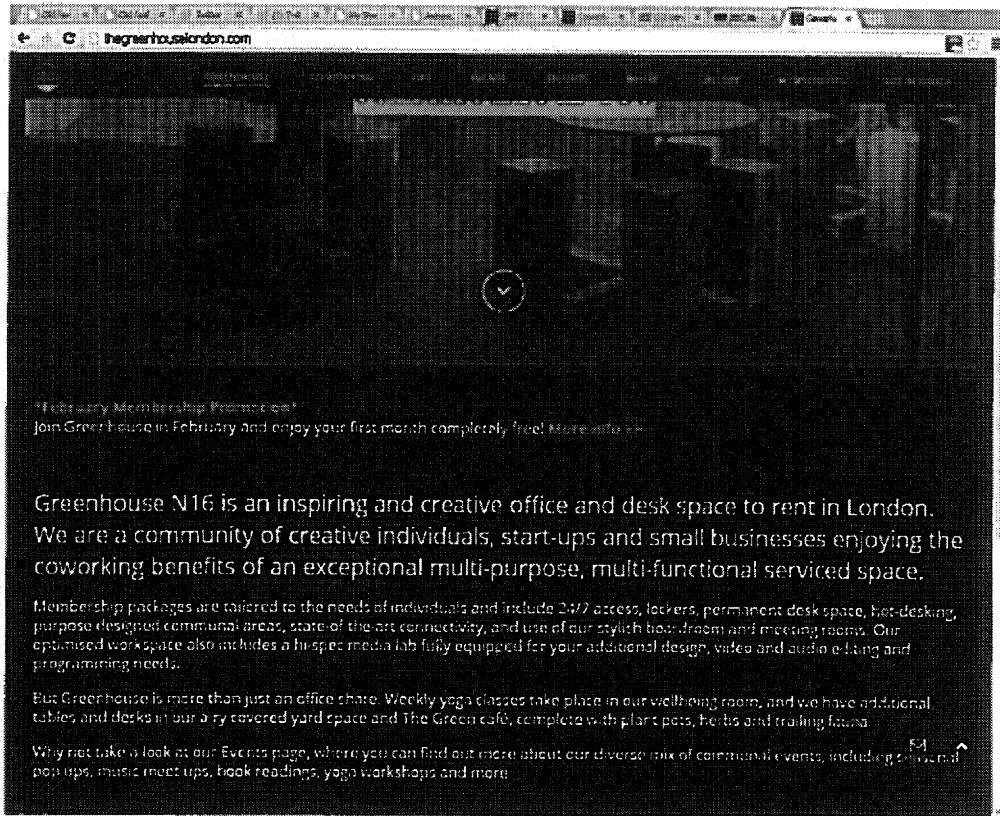 thegreenhouselondon.com
*February Membership Promotion*
Join Greenhouse in February and enjoy your first month completely free! More info >>
Greenhouse N16 is an inspiring and creative office and desk space to rent in London.
We are a community of creative individuals, start-ups and small businesses enjoying the
coworking benefits of an exceptional multi-purpose, multi-functional serviced space.
Membership packages are tailored to the needs of individuals and include 24/7 access, lockers, permanent desk space, hot-desking,
purpose designed communal areas, state-of-the-art connectivity, and use of our stylish boardroom and meeting rooms. Our
optimised workspace also includes a hi-spec media lab fully equipped for your additional design, video and audio editing and
programming needs.
But Greenhouse is more than just an office share. Weekly yoga classes take place in our wellbeing room, and we have additional
tables and desks in our airy covered yard space and The Green café, complete with plant pots, herbs and trailing fauna.
Why not take a look at our Events page, where you can find out more about our diverse mix of communal events, including seasonal
pop ups, music meet ups, book readings, yoga workshops and more